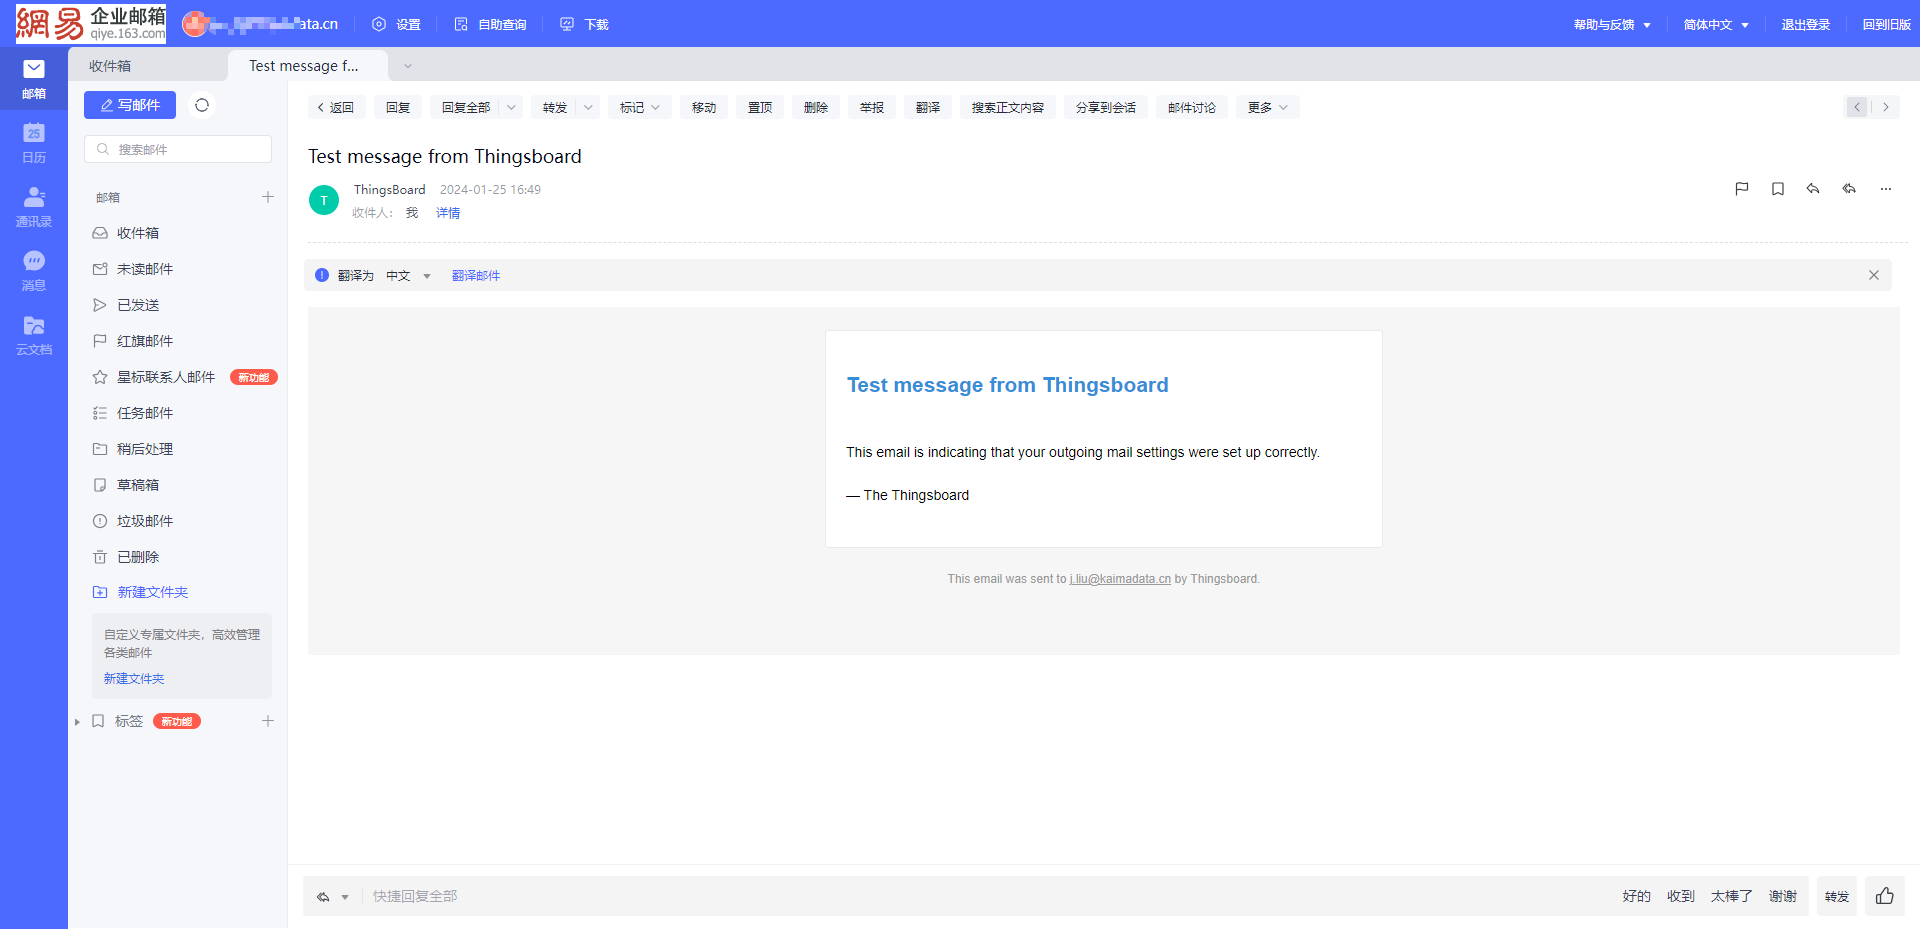 網易 企业邮箱
qiye.163.com
ata.cn
设置
自助查询
下载
帮助与反馈
简体中文
退出登录
回到旧版
邮箱
25
日历
通讯录
消息
云文档
收件箱
Test message f...
写邮件
搜索邮件
邮箱
收件箱
未读邮件
已发送
红旗邮件
星标联系人邮件 新功能
任务邮件
稍后处理
草稿箱
垃圾邮件
已删除
新建文件夹
自定义专属文件夹，高效管理
各类邮件
新建文件夹
标签 新功能
返回
回复
回复全部
转发
标记
移动
置顶
删除
举报
翻译
搜索正文内容
分享到会话
邮件讨论
更多
Test message from Thingsboard
T
ThingsBoard 2024-01-25 16:49
收件人： 我 详情
翻译为 中文 翻译邮件
Test message from Thingsboard
This email is indicating that your outgoing mail settings were set up correctly.
— The Thingsboard
This email was sent to j.liu@kaimadata.cn by Thingsboard.
快捷回复全部
好的
收到
太棒了
谢谢
转发